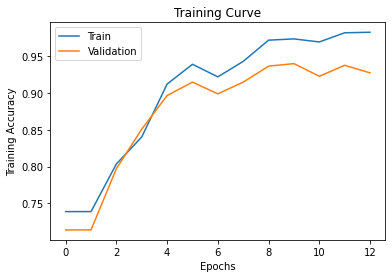 Training Curve
Train
Validation
Training Accuracy
0.95
0.90
0.85
0.80
0.75
0 2 4 6 8 10 12
Epochs